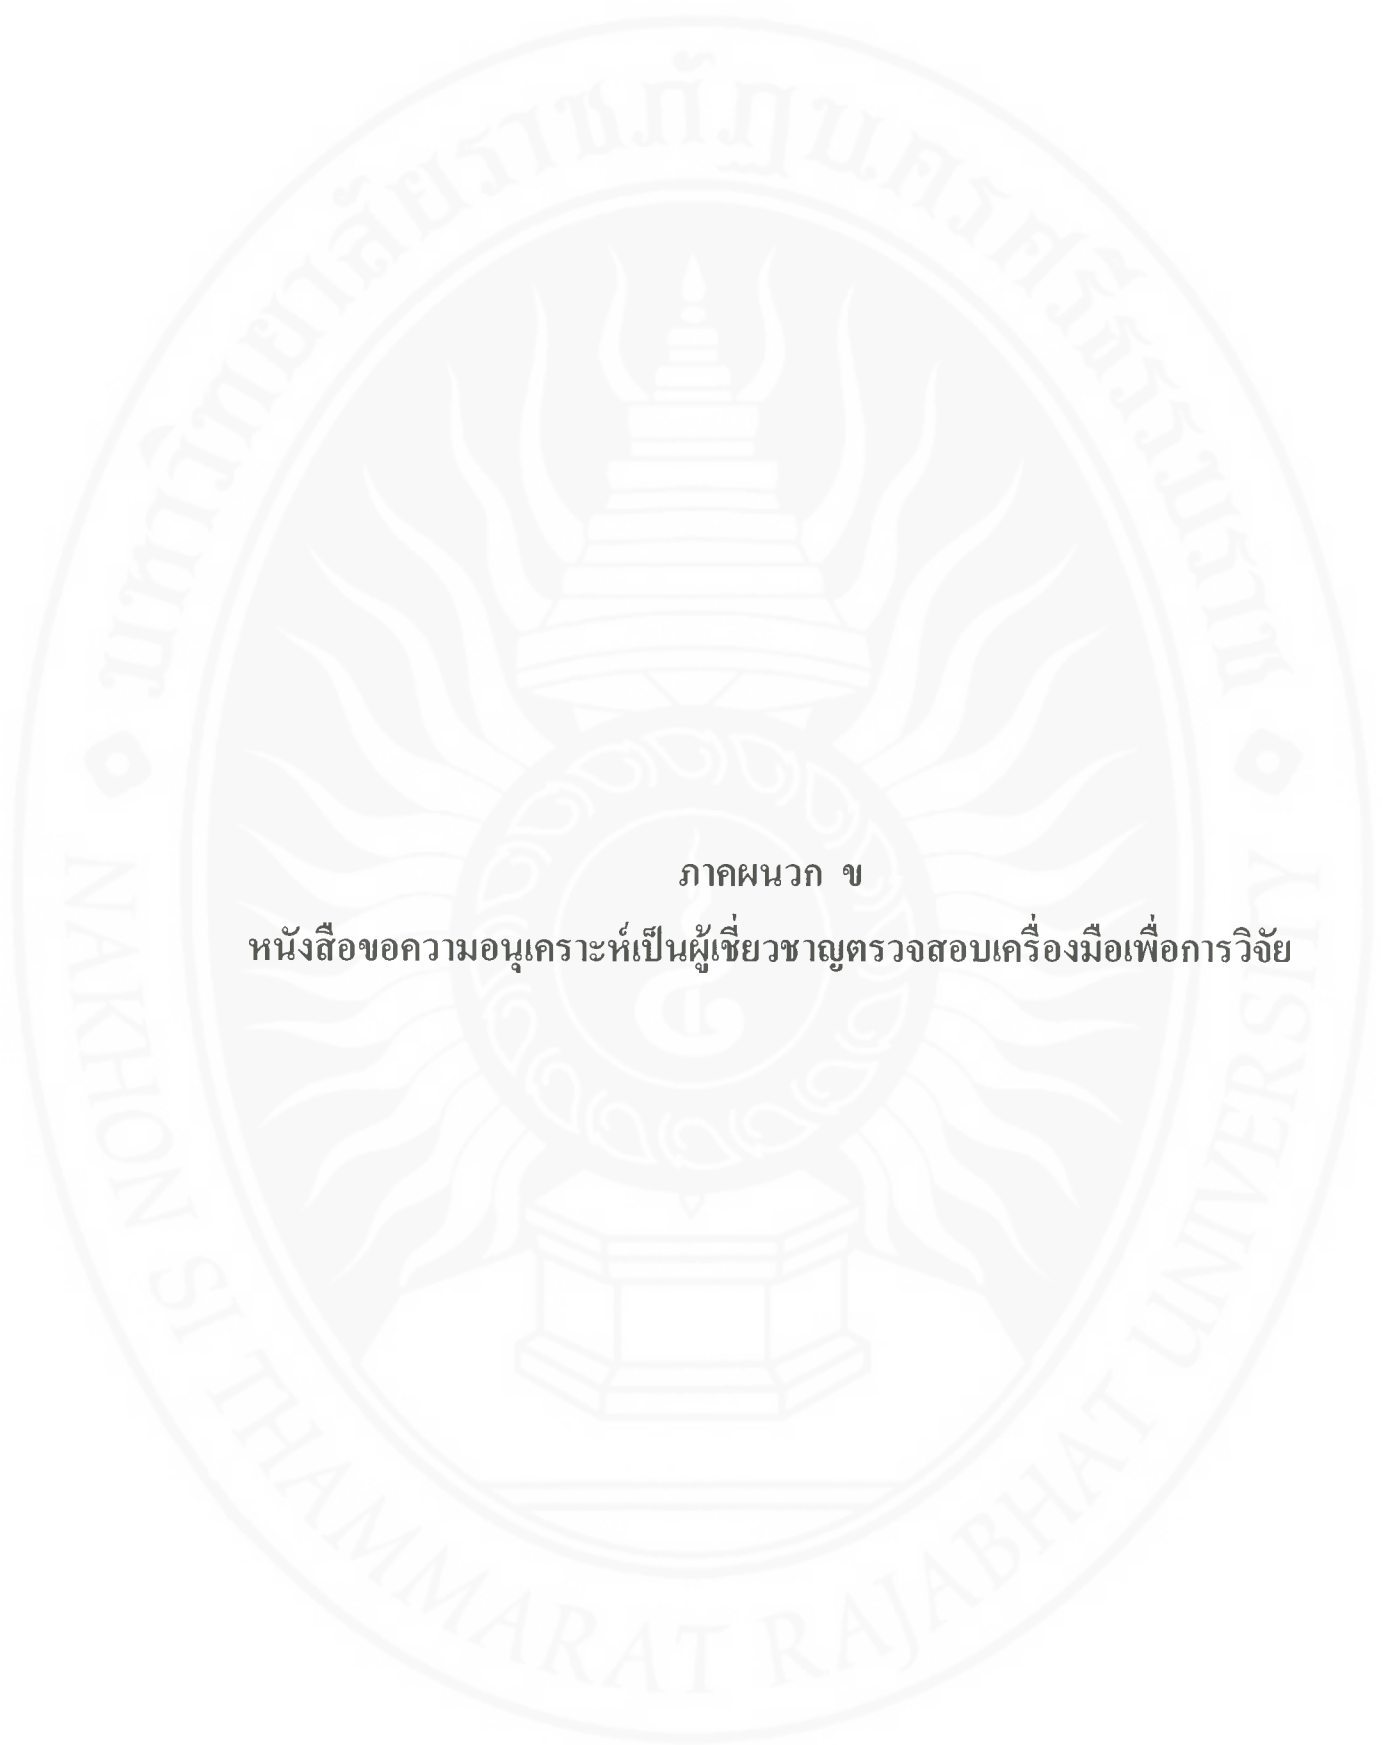 มหาวิทยาลัยราชภัฏนครศรีธรรมราช
ภาคผนวก ข
หนังสือขอความอนุเคราะห์เป็นผู้เชี่ยวชาญตรวจสอบเครื่องมือเพื่อการวิจัย
NAKHON SI THAMMARAT RAJABHAT UNIVERSITY